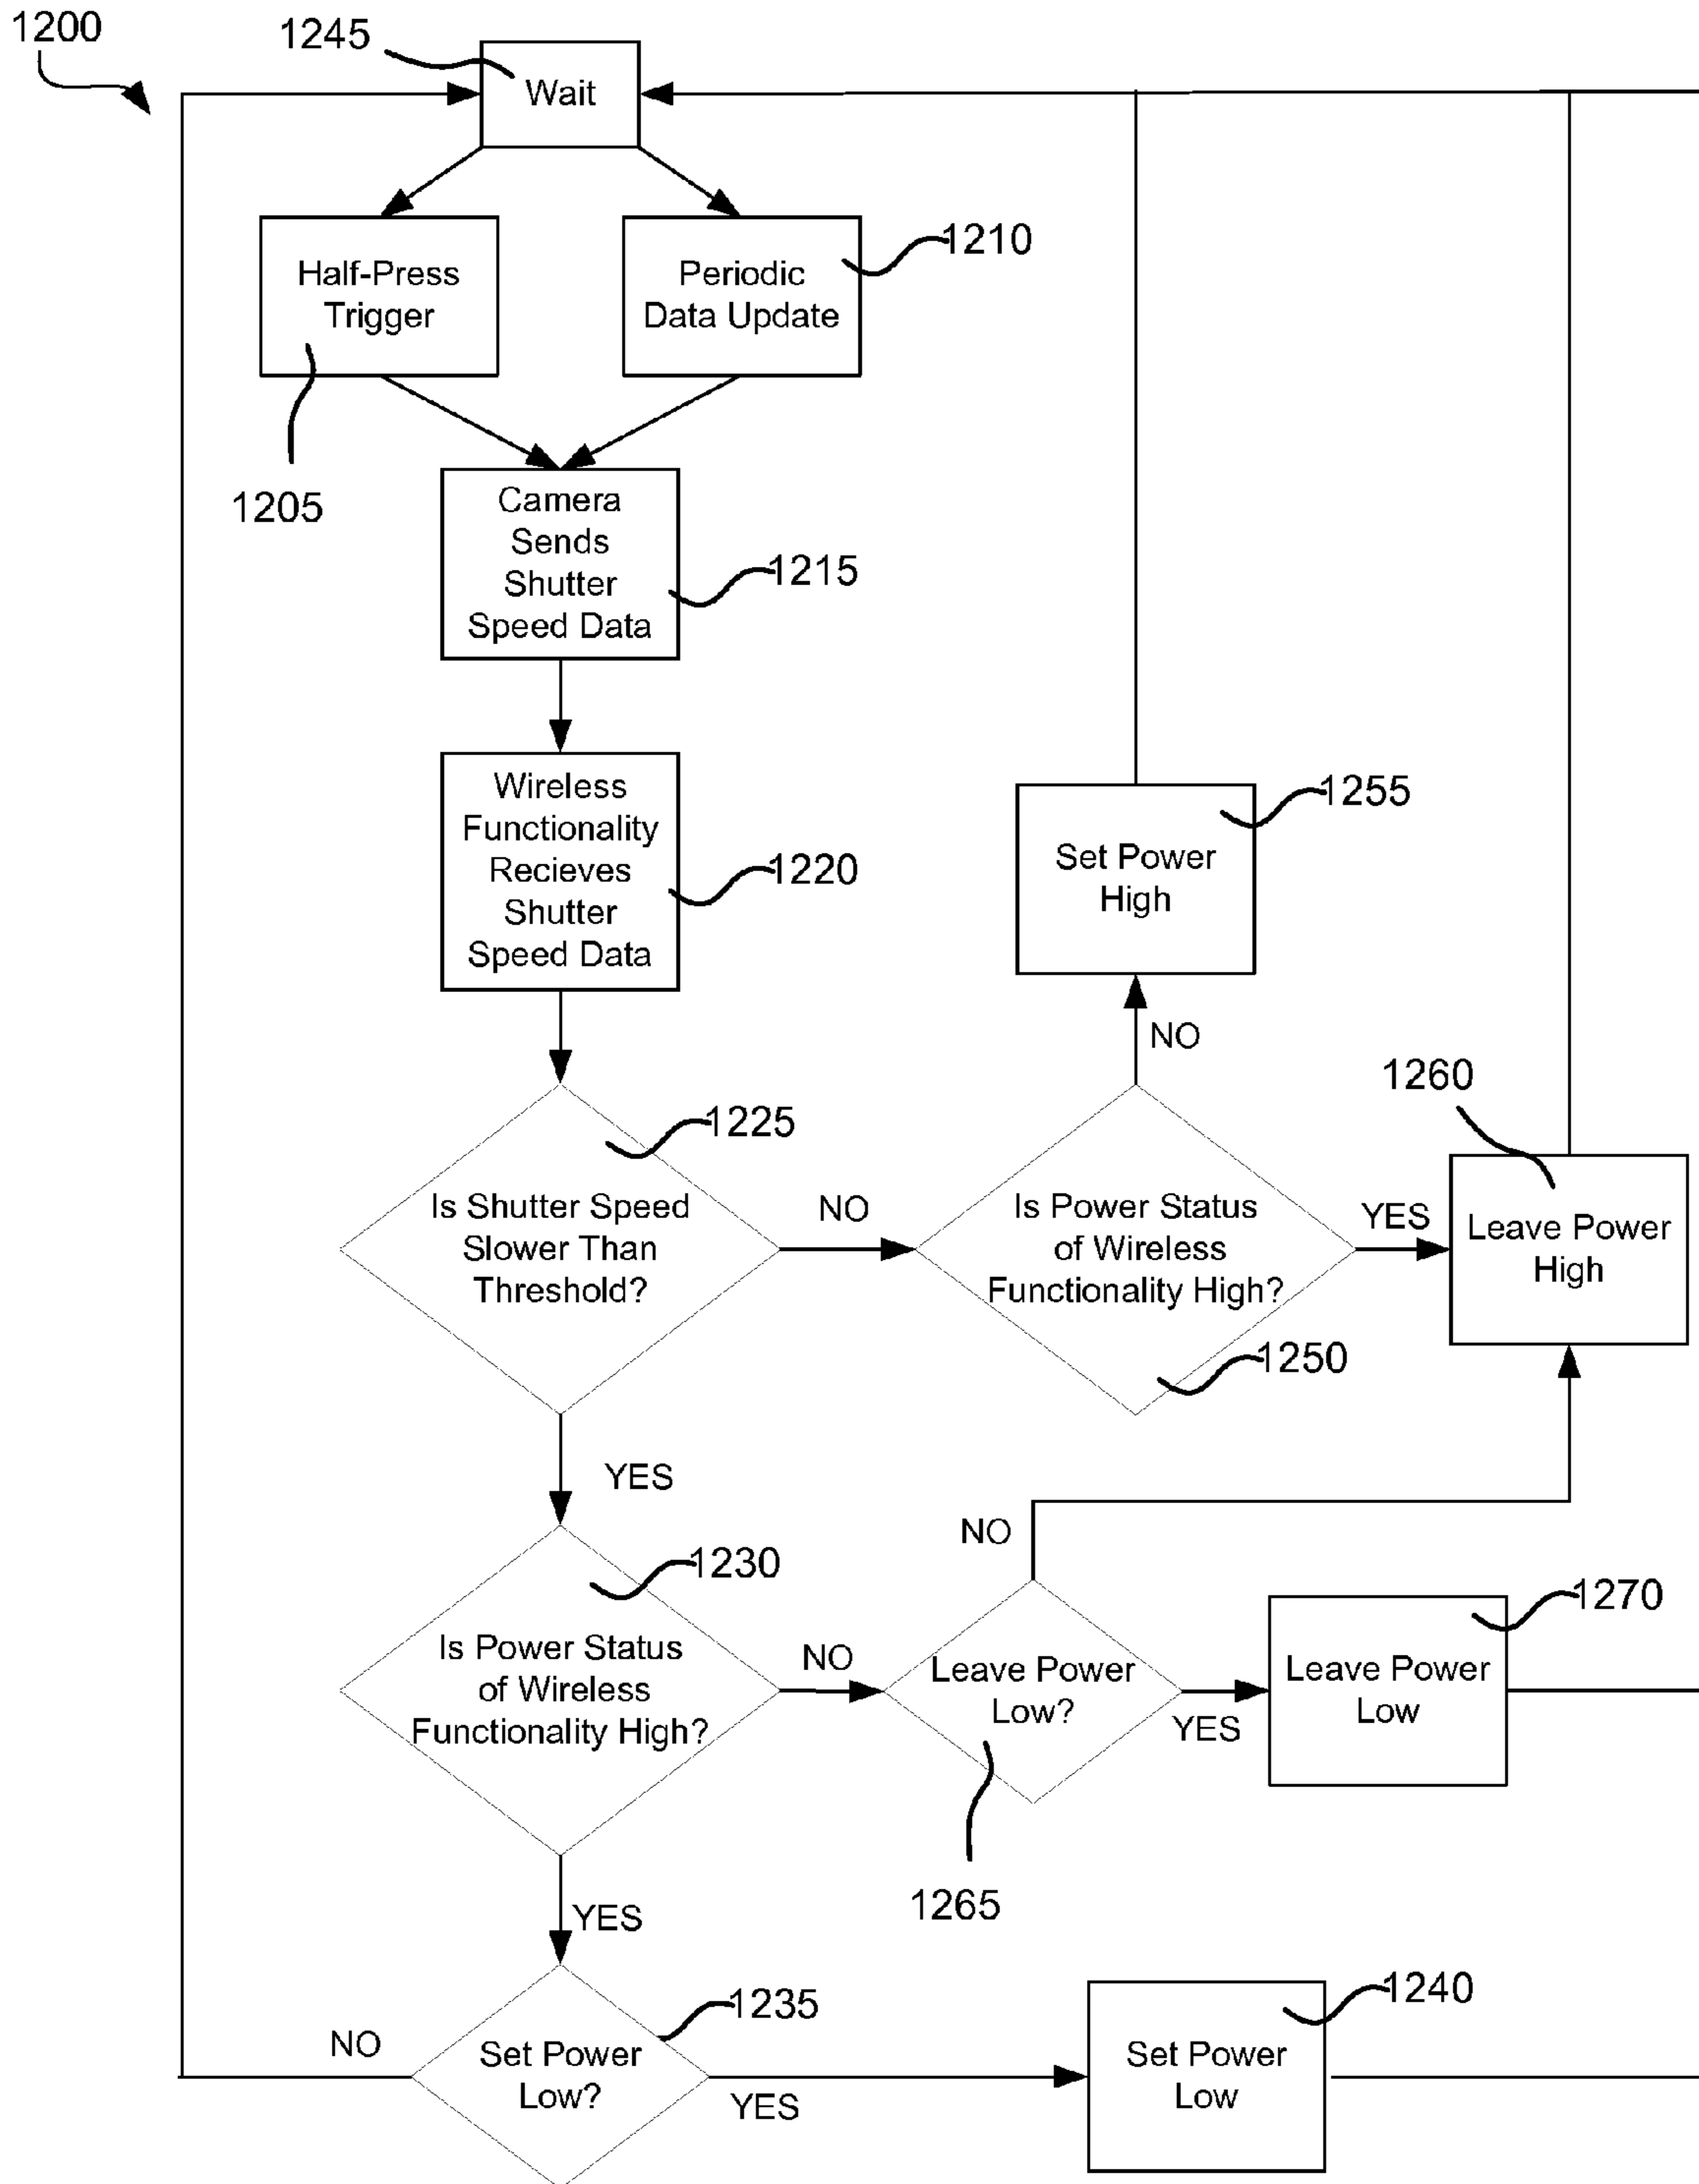 1200
1245
Wait
Half-Press
Trigger
1205
Periodic
Data Update
1210
Camera
Sends
Shutter
Speed Data
1215
Wireless
Functionality
Recieves
Shutter
Speed Data
1220
Set Power
High
1255
NO
1260
Is Shutter Speed
Slower Than
Threshold?
1225
NO
Is Power Status
of Wireless
Functionality High?
1250
YES
Leave Power
High
YES
Is Power Status
of Wireless
Functionality High?
1230
NO
NO
Leave Power
Low?
1265
YES
Leave Power
Low
1270
YES
Set Power
Low?
1235
NO
YES
Set Power
Low
1240